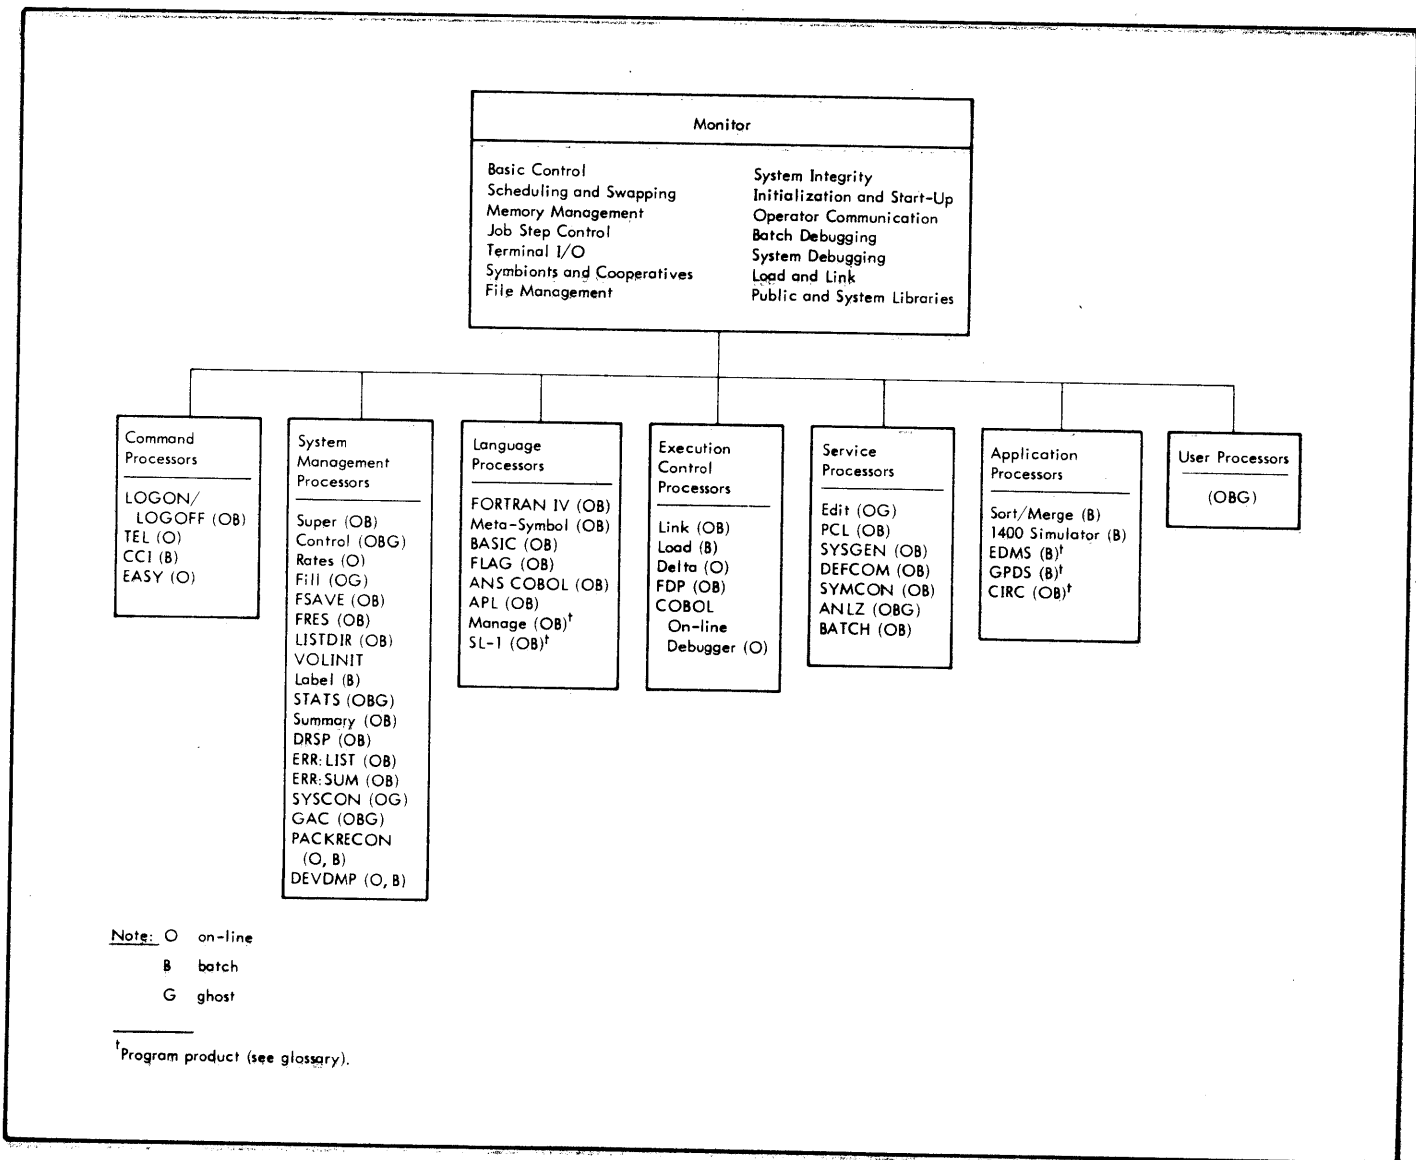 Monitor
Basic Control
Scheduling and Swapping
Memory Management
Job Step Control
Terminal I/O
Symbionts and Cooperatives
File Management
System Integrity
Initialization and Start-Up
Operator Communication
Batch Debugging
System Debugging
Load and Link
Public and System Libraries
Command
Processors
LOGON/
LOGOFF (OB)
TEL (O)
CCI (B)
EASY (O)
System
Management
Processors
Super (OB)
Control (OBG)
Rates (O)
Fill (OG)
FSAVE (OB)
FRES (OB)
LISTDIR (OB)
VOLINIT
Label (B)
STATS (OBG)
Summary (OB)
DRSP (OB)
ERR:LIST (OB)
ERR:SUM (OB)
SYSCON (OG)
GAC (OBG)
PACKRECON
(O, B)
DEVDMP (O, B)
Language
Processors
FORTRAN IV (OB)
Meta-Symbol (OB)
BASIC (OB)
FLAG (OB)
ANS COBOL (OB)
APL (OB)
Manage (OB)†
SL-1 (OB)†
Execution
Control
Processors
Link (OB)
Load (B)
Delta (O)
FDP (OB)
COBOL
On-line
Debugger (O)
Service
Processors
Edit (OG)
PCL (OB)
SYSGEN (OB)
DEFCOM (OB)
SYMCON (OB)
ANLZ (OBG)
BATCH (OB)
Application
Processors
Sort/Merge (B)
1400 Simulator (B)
EDMS (B)†
GPDS (B)†
CIRC (OB)†
User Processors
(OBG)
Note: O on-line
B batch
G ghost
†Program product (see glossary).